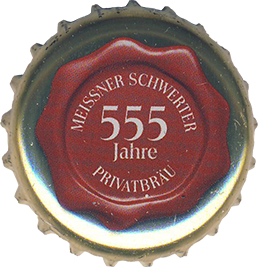 MEISSNER SCHWERTER
555
Jahre
PRIVATBRÄU